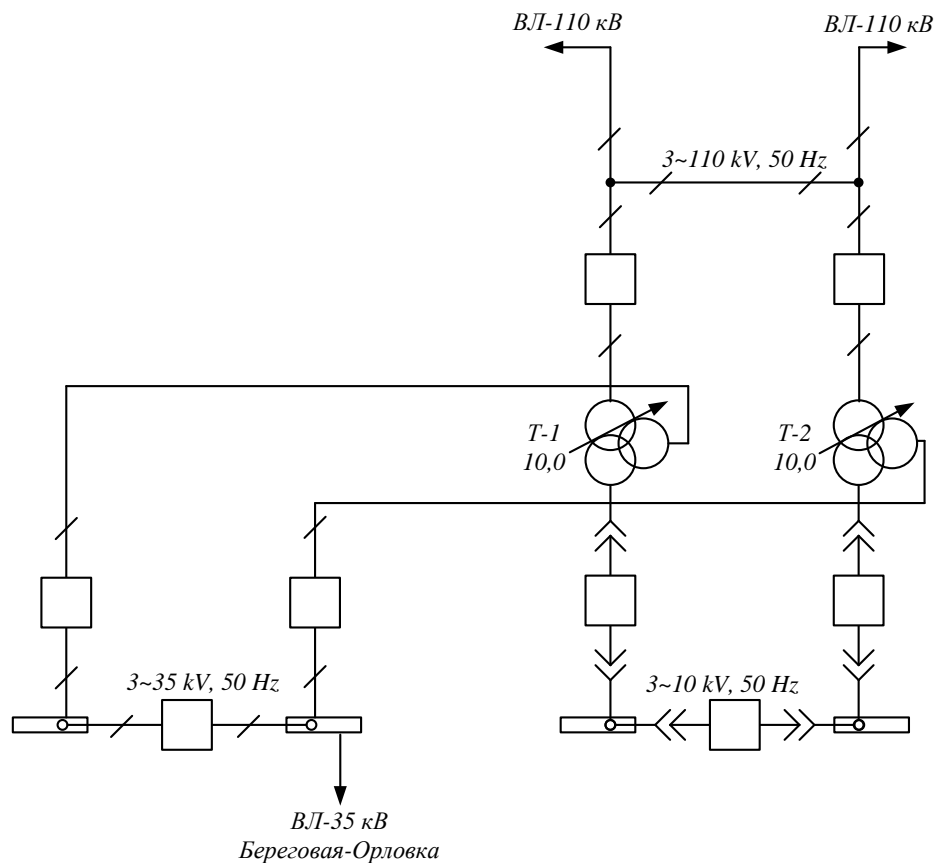 ВЛ-110 кВ
ВЛ-110 кВ
3~110 kV, 50 Hz
Т-1
10,0
Т-2
10,0
3~35 kV, 50 Hz
3~10 kV, 50 Hz
ВЛ-35 кВ
Береговая-Орловка